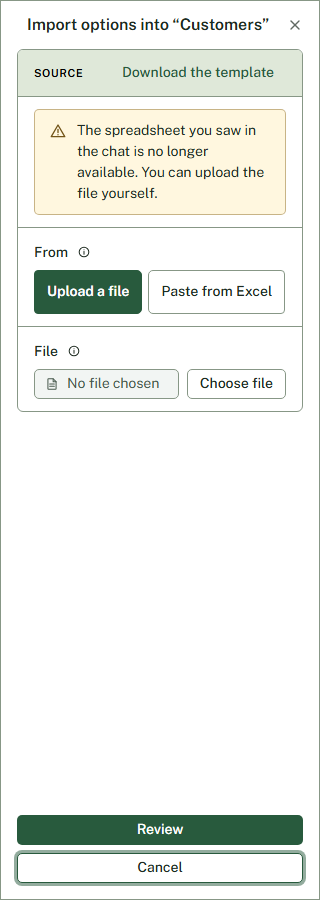 Import options into “Customers”
SOURCE
Download the template
The spreadsheet you saw in
the chat is no longer
available. You can upload the
file yourself.
From
Upload a file
Paste from Excel
File
No file chosen
Choose file
Review
Cancel